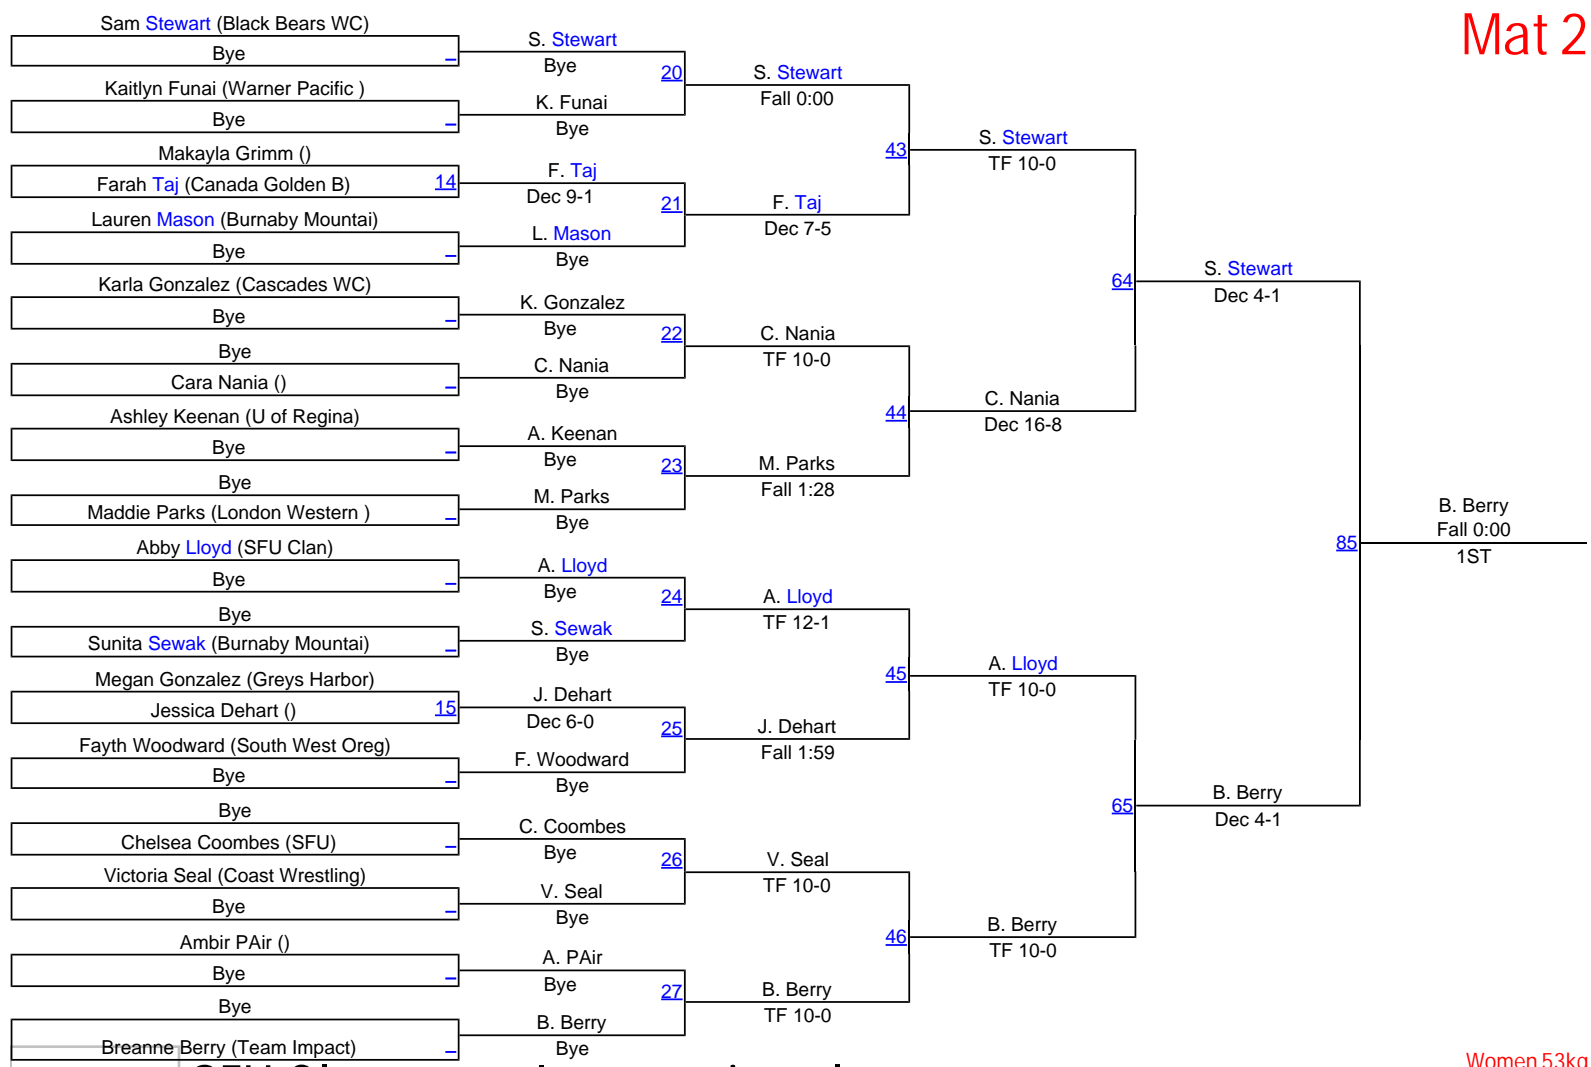 Mat 2
Sam Stewart (Black Bears WC)
Bye
Kaitlyn Funai (Warner Pacific )
Bye
Makayla Grimm ()
Farah Taj (Canada Golden B) 14
Lauren Mason (Burnaby Mountai)
Bye
Karla Gonzalez (Cascades WC)
Bye
Bye
Cara Nania ()
Ashley Keenan (U of Regina)
Bye
Bye
Maddie Parks (London Western )
Abby Lloyd (SFU Clan)
Bye
Bye
Sunita Sewak (Burnaby Mountai)
Megan Gonzalez (Greys Harbor)
Jessica Dehart () 15
Fayth Woodward (South West Oreg)
Bye
Bye
Chelsea Coombes (SFU)
Victoria Seal (Coast Wrestling)
Bye
Ambir PAir ()
Bye
Bye
Breanne Berry (Team Impact)
S. Stewart
Bye
20
K. Funai
Bye
F. Taj
Dec 9-1
21
L. Mason
Bye
K. Gonzalez
Bye
22
C. Nania
Bye
A. Keenan
Bye
23
M. Parks
Bye
A. Lloyd
Bye
24
S. Sewak
Bye
J. Dehart
Dec 6-0
25
F. Woodward
Bye
C. Coombes
Bye
26
V. Seal
Bye
A. PAir
Bye
27
B. Berry
Bye
S. Stewart
Fall 0:00
43
F. Taj
Dec 7-5
C. Nania
TF 10-0
44
M. Parks
Fall 1:28
A. Lloyd
TF 12-1
45
J. Dehart
Fall 1:59
V. Seal
TF 10-0
46
B. Berry
TF 10-0
S. Stewart
TF 10-0
64
C. Nania
Dec 16-8
A. Lloyd
TF 10-0
65
B. Berry
TF 10-0
S. Stewart
Dec 4-1
85
B. Berry
Dec 4-1
B. Berry
Fall 0:00
1ST
Women 53kg